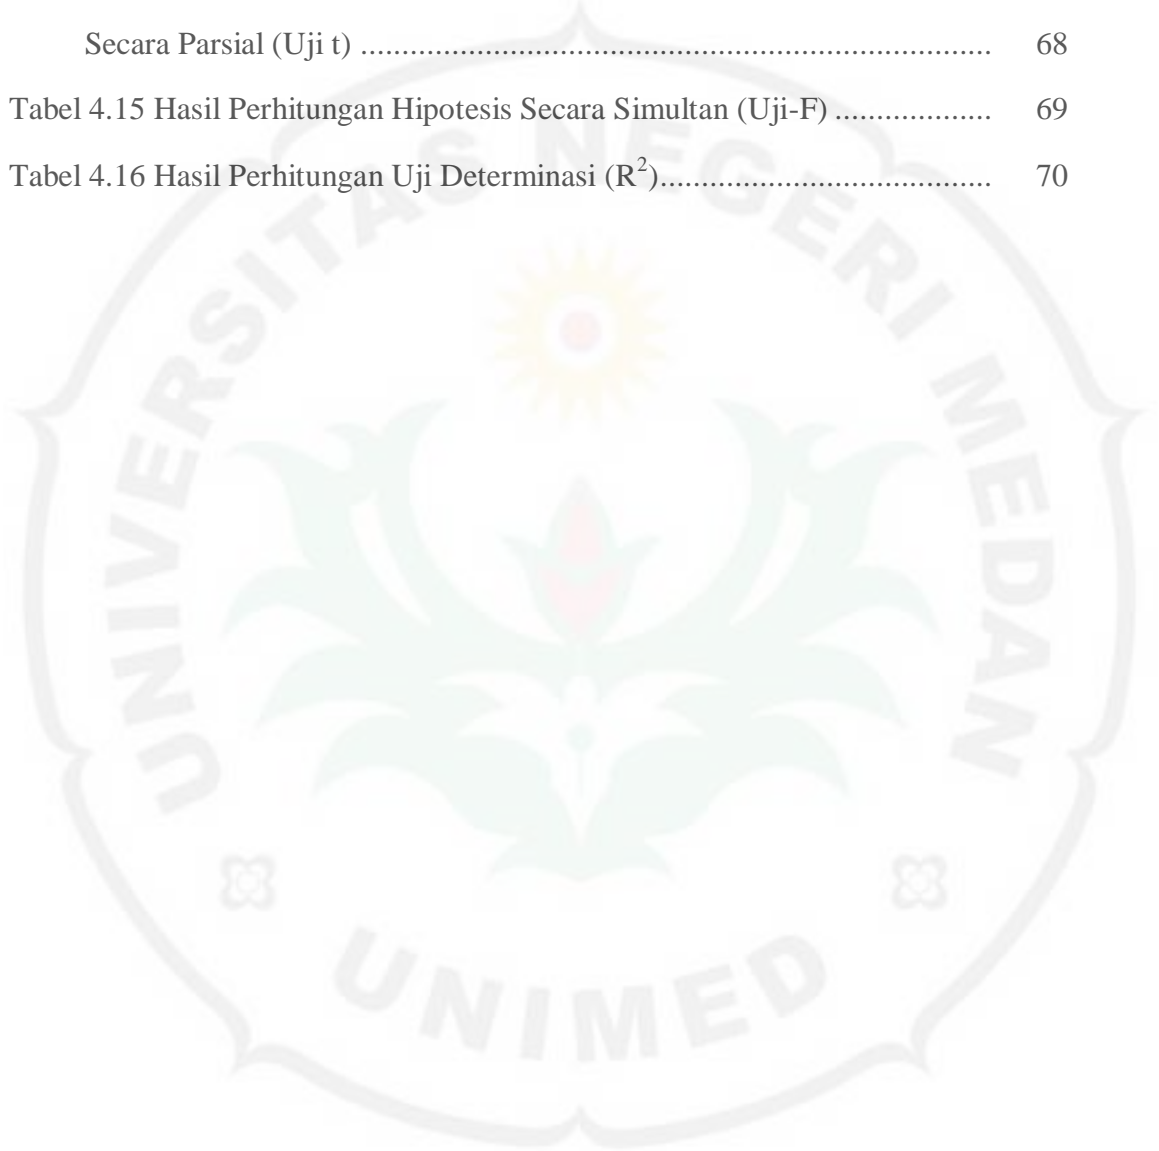 Secara Parsial (Uji t) ............................................................................ 68
Tabel 4.15 Hasil Perhitungan Hipotesis Secara Simultan (Uji-F) ................... 69
Tabel 4.16 Hasil Perhitungan Uji Determinasi (R²)........................................ 70
UNIVERSITAS NEGERI MEDAN
UNIMED